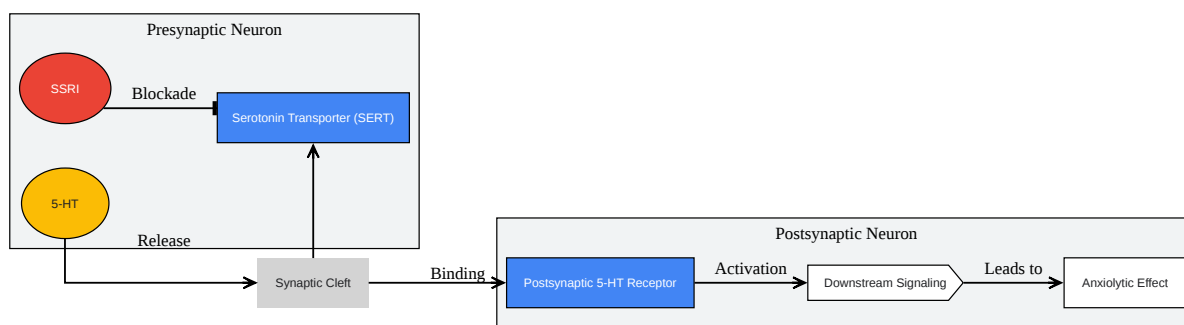 Presynaptic Neuron
SSRI
Blockade
Serotonin Transporter (SERT)
5-HT
Release
Synaptic Cleft
Binding
Postsynaptic Neuron
Postsynaptic 5-HT Receptor
Activation
Downstream Signaling
Leads to
Anxiolytic Effect